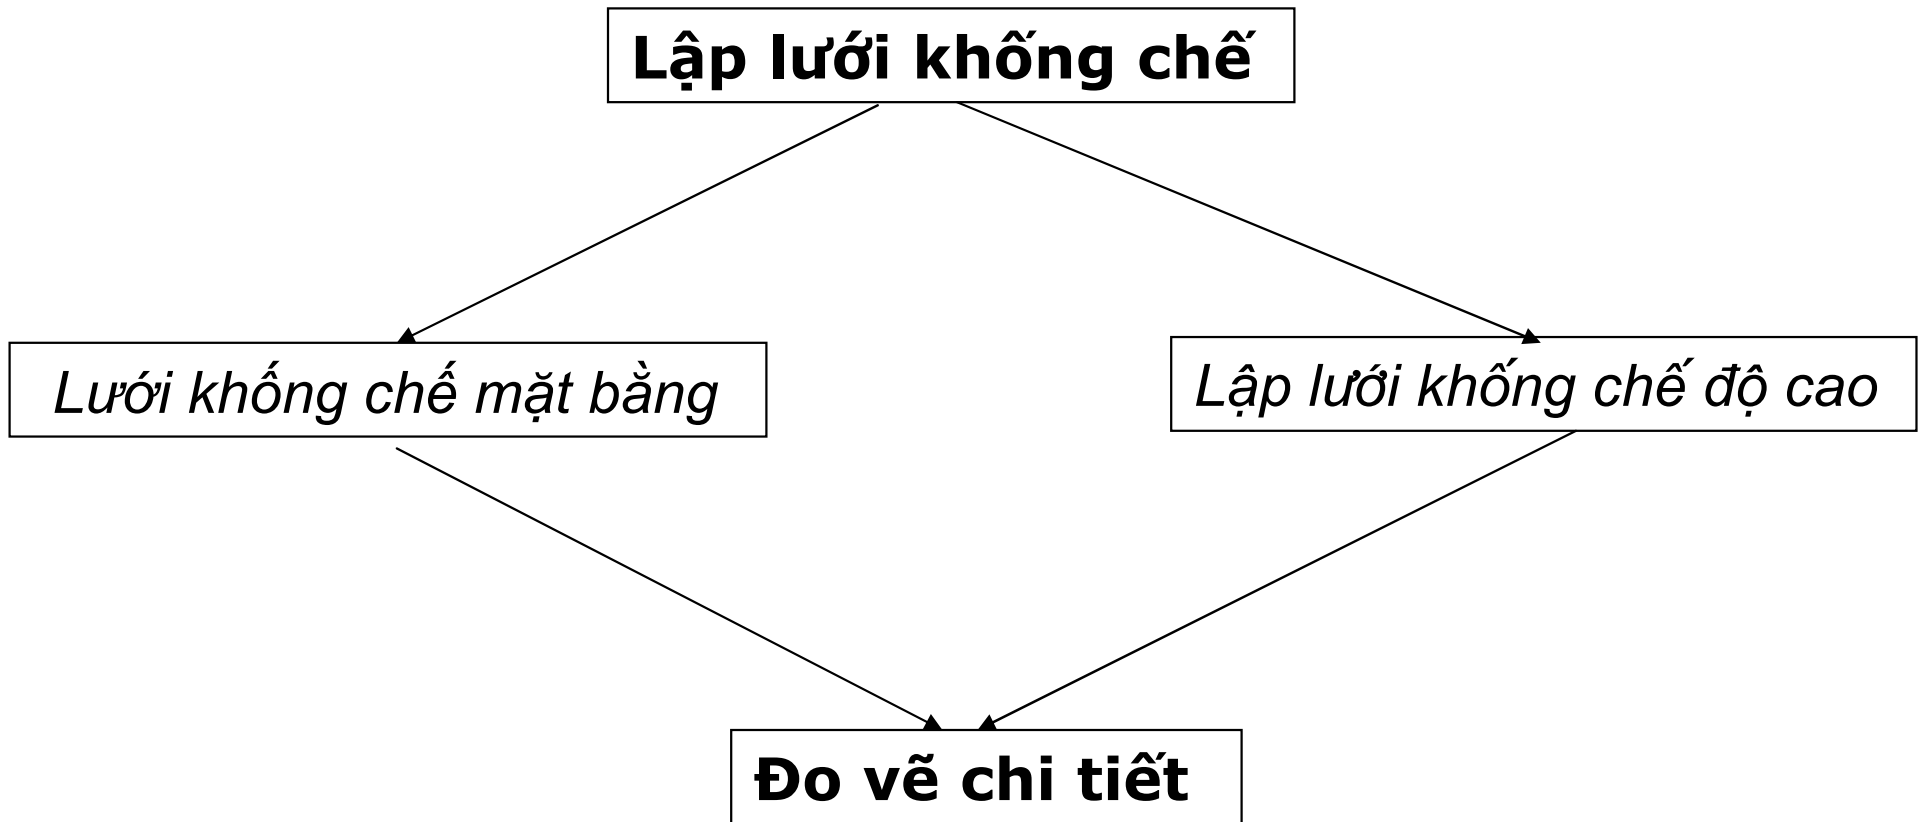 Lập lưới khống chế
Lưới khống chế mặt bằng
Lập lưới khống chế độ cao
Đo vẽ chi tiết